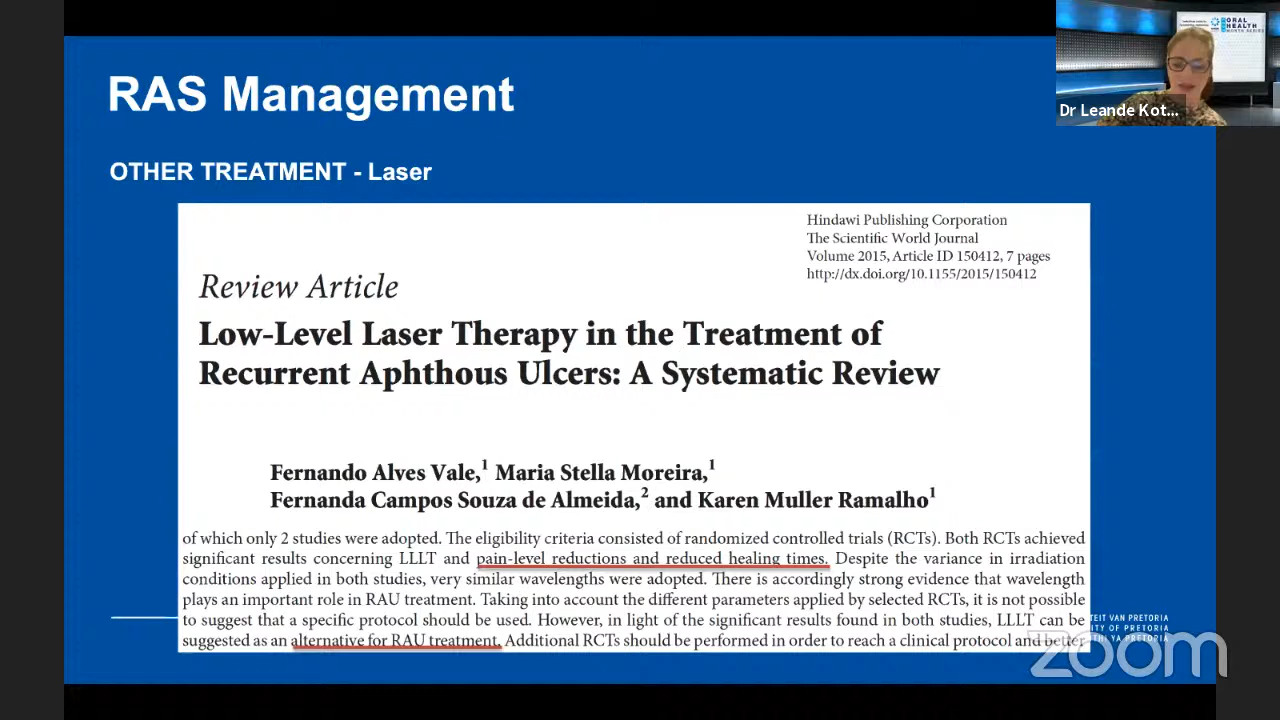 RAS Management
OTHER TREATMENT - Laser
ORAL
HEALTH
Dr Leande Kot...
Hindawi Publishing Corporation
The Scientific World Journal
Volume 2015, Article ID 150412, 7 pages
http://dx.doi.org/10.1155/2015/150412
Review Article
Low-Level Laser Therapy in the Treatment of
Recurrent Aphthous Ulcers: A Systematic Review
Fernando Alves Vale,1 Maria Stella Moreira,1
Fernanda Campos Souza de Almeida,2 and Karen Muller Ramalho1
of which only 2 studies were adopted. The eligibility criteria consisted of randomized controlled trials (RCTs). Both RCTs achieved
significant results concerning LLLT and pain-level reductions and reduced healing times. Despite the variance in irradiation
conditions applied in both studies, very similar wavelengths were adopted. There is accordingly strong evidence that wavelength
plays an important role in RAU treatment. Taking into account the different parameters applied by selected RCTs, it is not possible
to suggest that a specific protocol should be used. However, in light of the significant results found in both studies, LLLT can be
suggested as an alternative for RAU treatment. Additional RCTs should be performed in order to reach a clinical protocol and better
TEIT VAN PRETORIA
ITY OF PRETORIA
THI YA PRETORIA
zoom